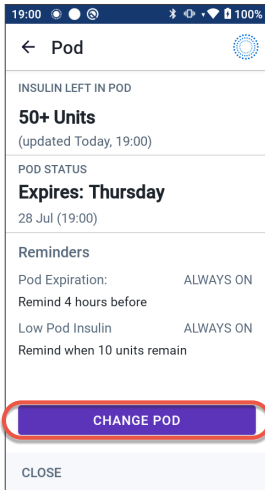 19:00 100%
Pod
INSULIN LEFT IN POD
50+ Units
(updated Today, 19:00)
POD STATUS
Expires: Thursday
28 Jul (19:00)
Reminders
Pod Expiration: ALWAYS ON
Remind 4 hours before
Low Pod Insulin ALWAYS ON
Remind when 10 units remain
CHANGE POD
CLOSE